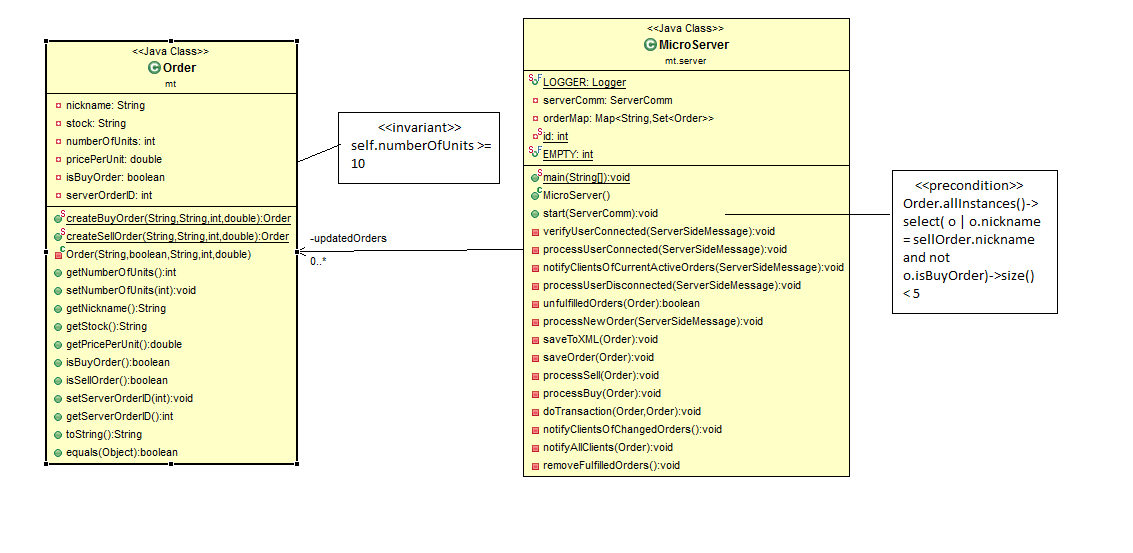 <<Java Class>>
Order
mt
nickname: String
stock: String
numberOfUnits: int
pricePerUnit: double
isBuyOrder: boolean
serverOrderID: int
createBuyOrder(String,String,int,double):Order
createSellOrder(String,String,int,double):Order
Order(String,boolean,String,int,double)
getNumberOfUnits():int
setNumberOfUnits(int):void
getNickname():String
getStock():String
getPricePerUnit():double
isBuyOrder():boolean
isSellOrder():boolean
setServerOrderID(int):void
getServerOrderID():int
toString():String
equals(Object):boolean
<<invariant>>
self.numberOfUnits >=
10
-updatedOrders
0..*
<<Java Class>>
MicroServer
mt.server
LOGGER: Logger
serverComm: ServerComm
orderMap: Map<String,Set<Order>>
id: int
EMPTY: int
main(String[]):void
MicroServer()
start(ServerComm):void
verifyUserConnected(ServerSideMessage):void
processUserConnected(ServerSideMessage):void
notifyClientsOfCurrentActiveOrders(ServerSideMessage):void
processUserDisconnected(ServerSideMessage):void
unfulfilledOrders(Order):boolean
processNewOrder(ServerSideMessage):void
saveToXML(Order):void
saveOrder(Order):void
processSell(Order):void
processBuy(Order):void
doTransaction(Order,Order):void
notifyClientsOfChangedOrders():void
notifyAllClients(Order):void
removeFulfilledOrders():void
<<precondition>>
Order.allInstances()->
select( o | o.nickname
= sellOrder.nickname
and not
o.isBuyOrder)->size()
< 5